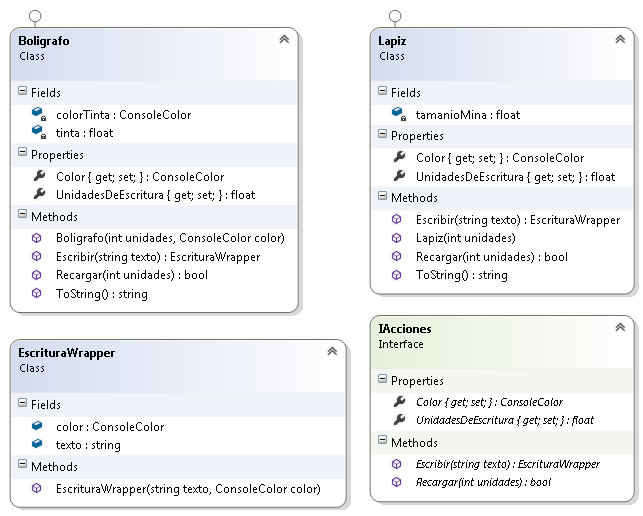 Boligrafo
Class
Fields
colorTinta : ConsoleColor
tinta : float
Properties
Color { get; set; } : ConsoleColor
UnidadesDeEscritura { get; set; } : float
Methods
Boligrafo(int unidades, ConsoleColor color)
Escribir(string texto) : EscrituraWrapper
Recargar(int unidades) : bool
ToString() : string
Lapiz
Class
Fields
tamanioMina : float
Properties
Color { get; set; } : ConsoleColor
UnidadesDeEscritura { get; set; } : float
Methods
Escribir(string texto) : EscrituraWrapper
Lapiz(int unidades)
Recargar(int unidades) : bool
ToString() : string
EscrituraWrapper
Class
Fields
color : ConsoleColor
texto : string
Methods
EscrituraWrapper(string texto, ConsoleColor color)
IAcciones
Interface
Properties
Color { get; set; } : ConsoleColor
UnidadesDeEscritura { get; set; } : float
Methods
Escribir(string texto) : EscrituraWrapper
Recargar(int unidades) : bool